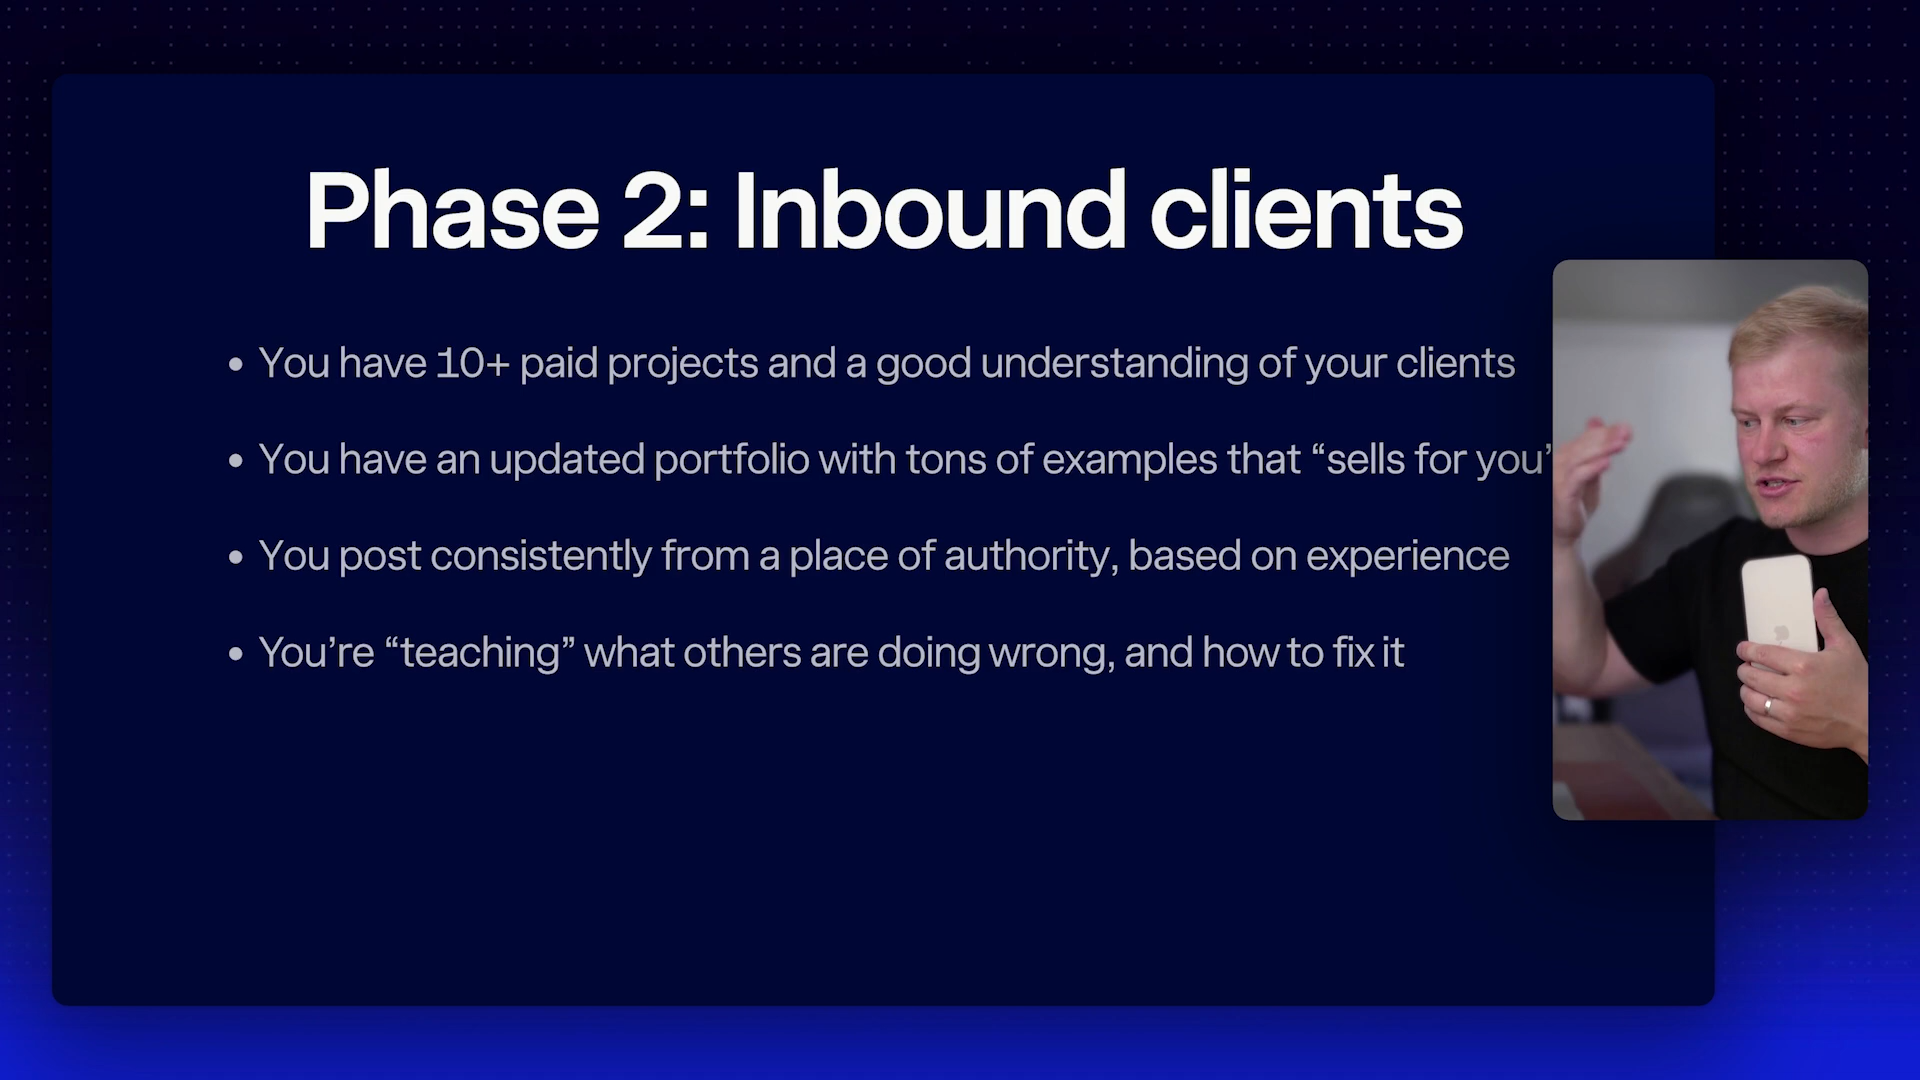 Phase 2: Inbound clients
• You have 10+ paid projects and a good understanding of your clients
• You have an updated portfolio with tons of examples that “sells for you”
• You post consistently from a place of authority, based on experience
• You’re “teaching” what others are doing wrong, and how to fix it